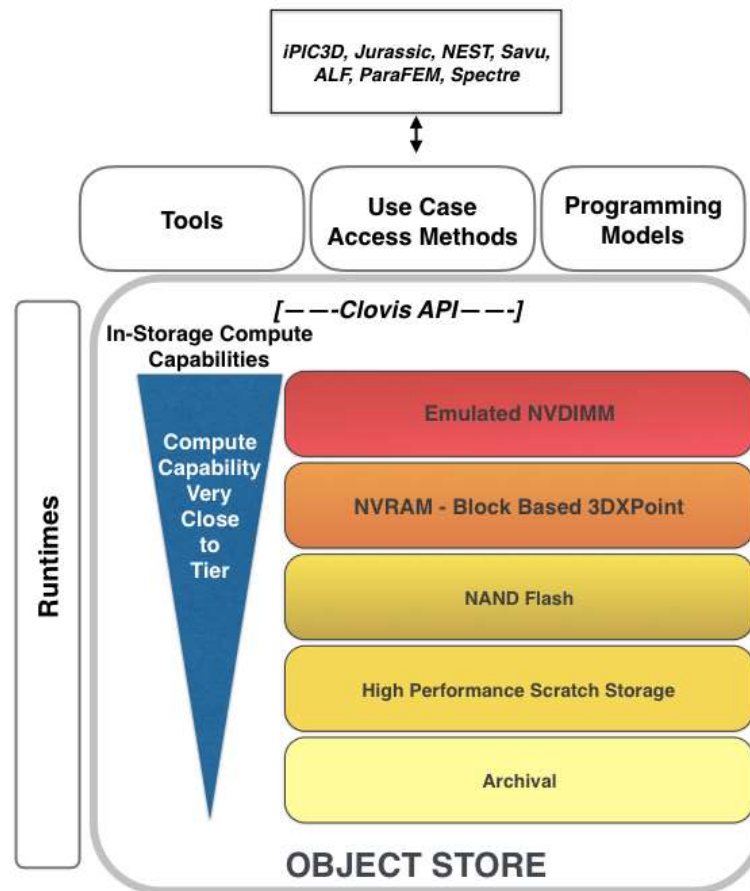 iPIC3D, Jurassic, NEST, Savu,
ALF, ParaFEM, Spectre
Tools
Use Case
Access Methods
Programming
Models
[——-Clovis API——-]
In-Storage Compute
Capabilities
Compute
Capability
Very
Close
to
Tier
Emulated NVDIMM
NVRAM - Block Based 3DXPoint
NAND Flash
High Performance Scratch Storage
Archival
Runtimes
OBJECT STORE